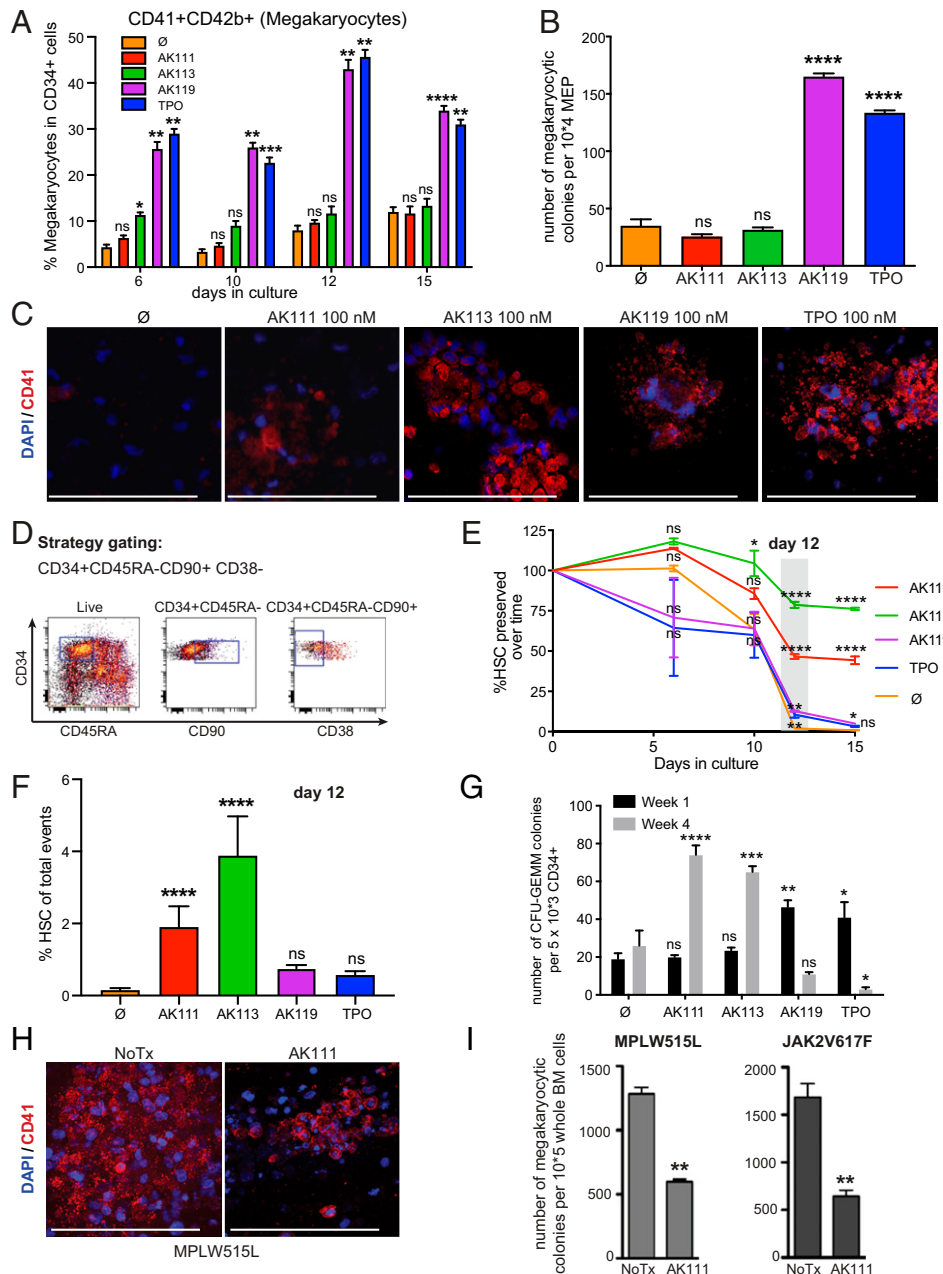 A
CD41+CD42b+ (Megakaryocytes)
% Megakaryocytes in CD34+ cells
50
40
30
20
10
0
Ø
AK111
AK113
AK119
TPO
ns
*
**
**
ns
ns
**
***
ns
ns
**
**
ns
ns
****
**
6
10
12
15
days in culture
B
number of megakaryocytic
colonies per 10*4 MEP
200
150
100
50
0
ns
ns
****
****
Ø
AK111
AK113
AK119
TPO
C
Ø
AK111 100 nM
AK113 100 nM
AK119 100 nM
TPO 100 nM
DAPI/CD41
D
Strategy gating:
CD34+CD45RA-CD90+ CD38-
Live
CD34+CD45RA-
CD34+CD45RA-CD90+
CD34
CD45RA
CD90
CD38
E
%HSC preserved
over time
125
100
75
50
25
0
day 12
ns
ns
ns
ns
*
ns
ns
ns
****
****
**
**
****
****
*
ns
0
5
10
15
Days in culture
AK11
AK11
AK11
TPO
Ø
F
day 12
% HSC of total events
6
4
2
0
****
****
ns
ns
Ø
AK111
AK113
AK119
TPO
G
number of CFU-GEMM colonies
per 5 x 10*3 CD34+
100
80
60
40
20
0
Week 1
Week 4
ns
****
ns
***
**
ns
*
*
Ø
AK111
AK113
AK119
TPO
H
NoTx
AK111
DAPI/CD41
MPLW515L
I
MPLW515L
JAK2V617F
number of megakaryocytic
colonies per 10*5 whole BM cells
1500
1000
500
0
**
NoTx
AK111
2000
1500
1000
500
0
**
NoTx
AK111